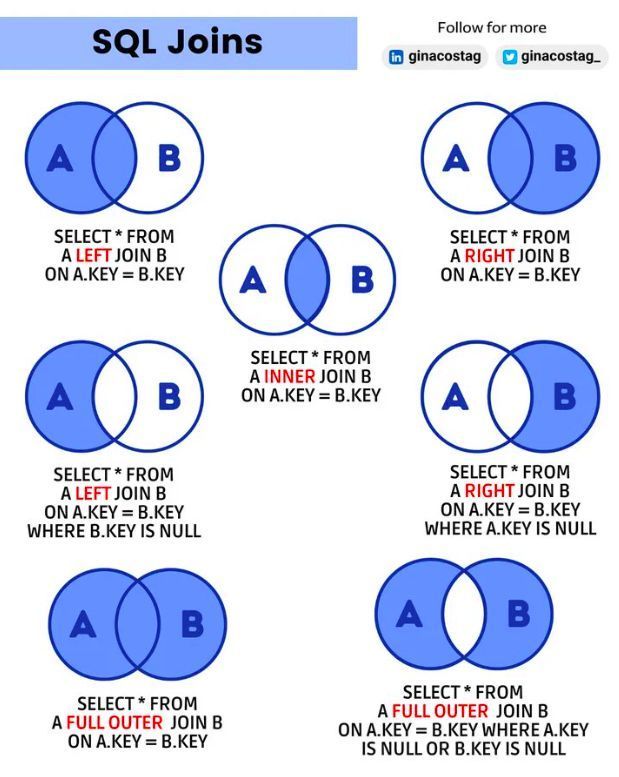 SQL Joins
Follow for more
ginacostag
ginacostag_
A B
SELECT * FROM
A LEFT JOIN B
ON A.KEY = B.KEY
A B
SELECT * FROM
A RIGHT JOIN B
ON A.KEY = B.KEY
A B
SELECT * FROM
A INNER JOIN B
ON A.KEY = B.KEY
A B
SELECT * FROM
A LEFT JOIN B
ON A.KEY = B.KEY
WHERE B.KEY IS NULL
A B
SELECT * FROM
A RIGHT JOIN B
ON A.KEY = B.KEY
WHERE A.KEY IS NULL
A B
SELECT * FROM
A FULL OUTER JOIN B
ON A.KEY = B.KEY
A B
SELECT * FROM
A FULL OUTER JOIN B
ON A.KEY = B.KEY WHERE A.KEY
IS NULL OR B.KEY IS NULL